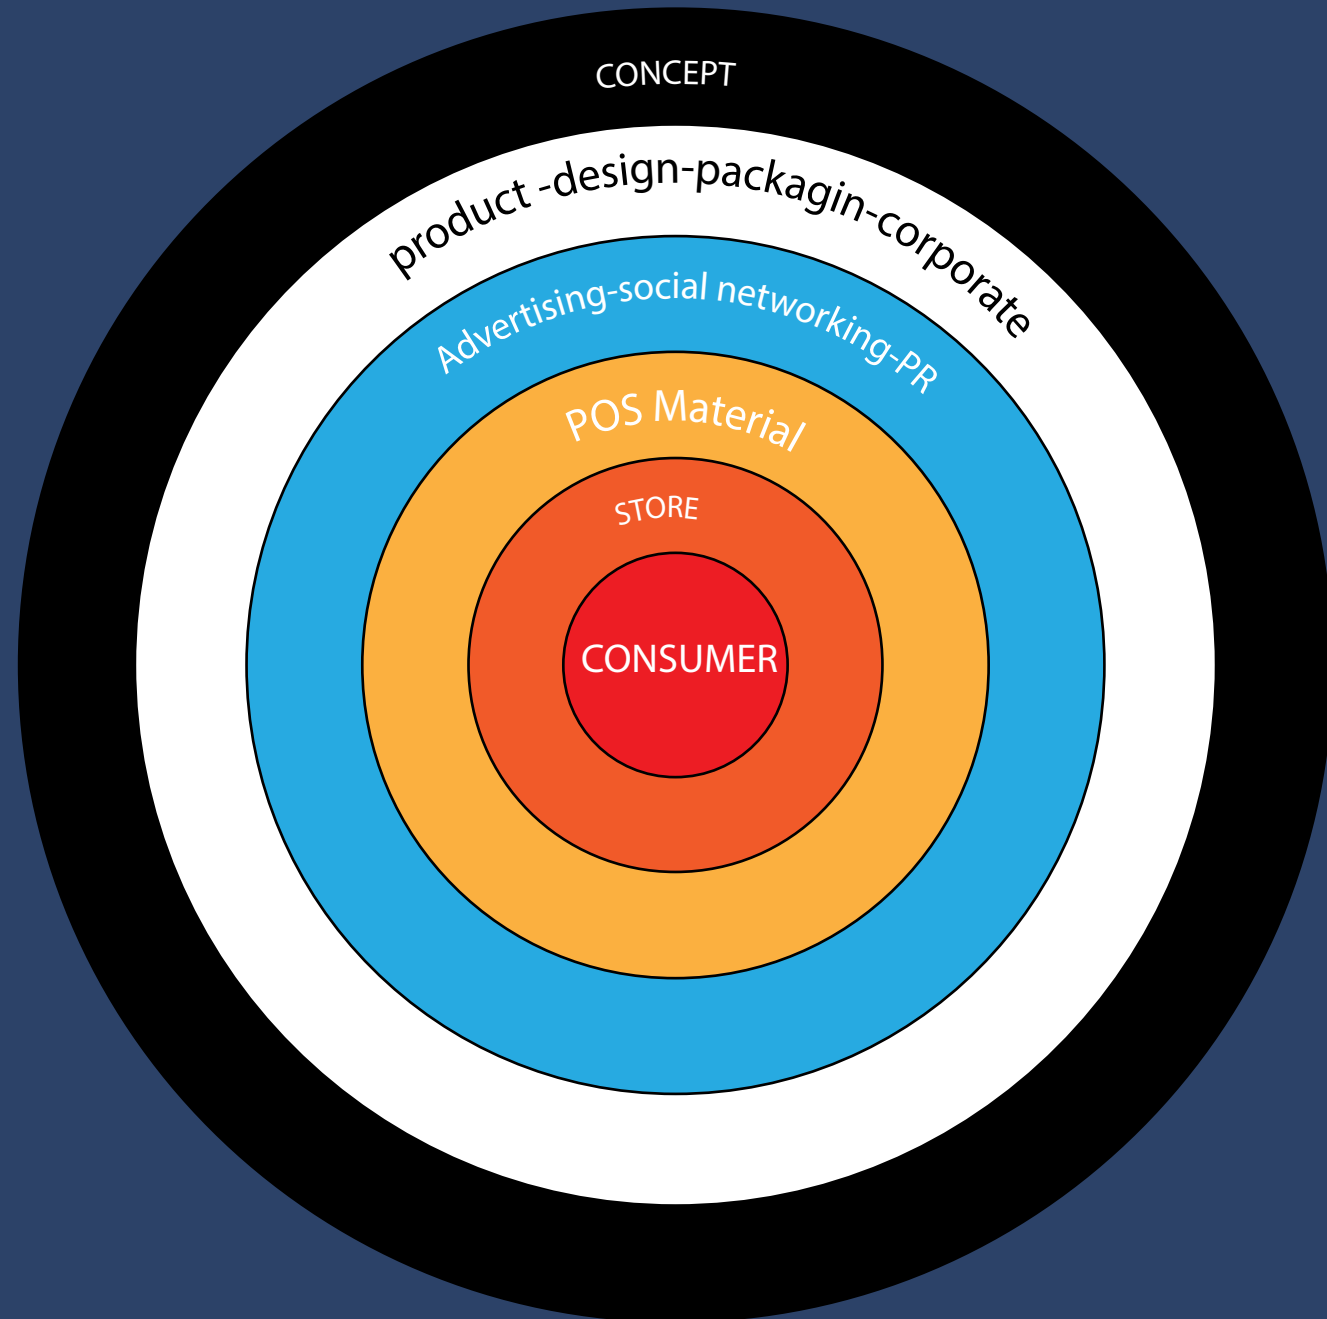 CONCEPT
product -design-packagin-corporate
Advertising-social networking-PR
POS Material
STORE
CONSUMER